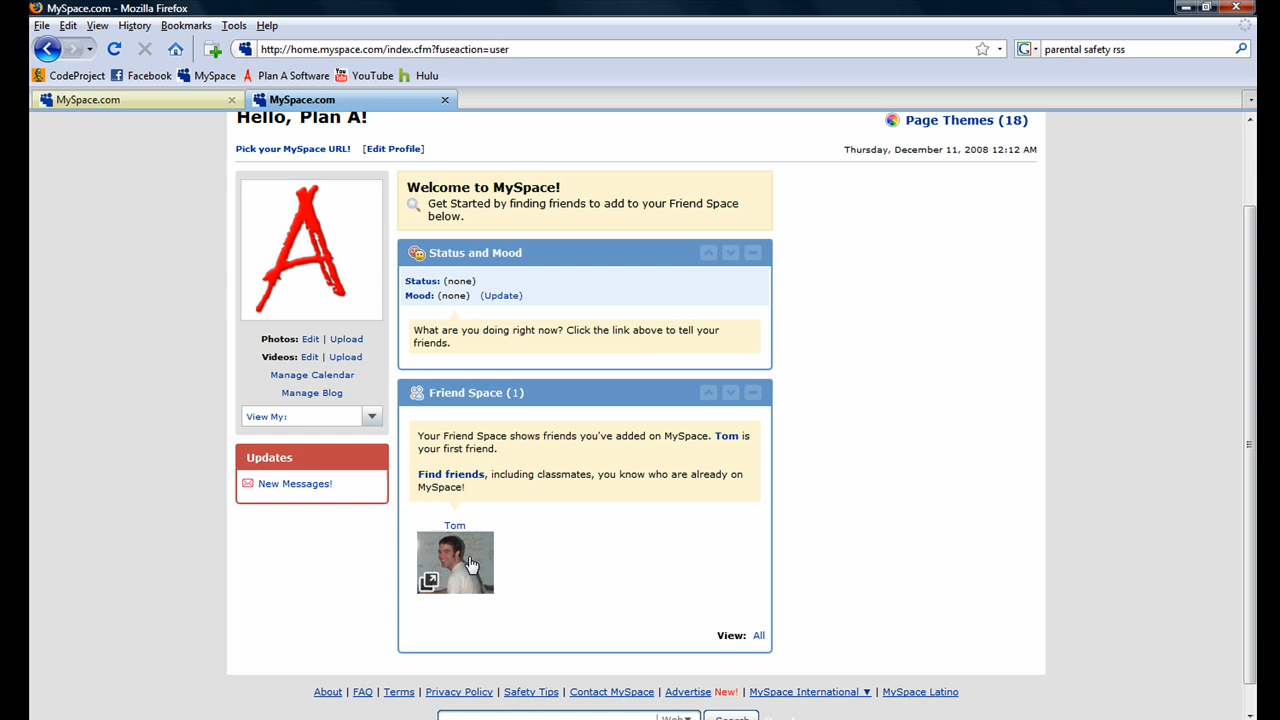 MySpace.com - Mozilla Firefox
File Edit View History Bookmarks Tools Help
http://home.myspace.com/index.cfm?fuseaction=user
parental safety rss
CodeProject Facebook MySpace Plan A Software YouTube Hulu
MySpace.com MySpace.com
Hello, Plan A!
Page Themes (18)
Pick your MySpace URL! [Edit Profile]
Thursday, December 11, 2008 12:12 AM
A
Photos: Edit | Upload
Videos: Edit | Upload
Manage Calendar
Manage Blog
View My:
Updates
New Messages!
Welcome to MySpace!
Get Started by finding friends to add to your Friend Space
below.
Status and Mood
Status: (none)
Mood: (none) (Update)
What are you doing right now? Click the link above to tell your
friends.
Friend Space (1)
Your Friend Space shows friends you've added on MySpace. Tom is
your first friend.
Find friends, including classmates, you know who are already on
MySpace!
Tom
View: All
About | FAQ | Terms | Privacy Policy | Safety Tips | Contact MySpace | Advertise New! | MySpace International ▼ | MySpace Latino
Web▼ Search